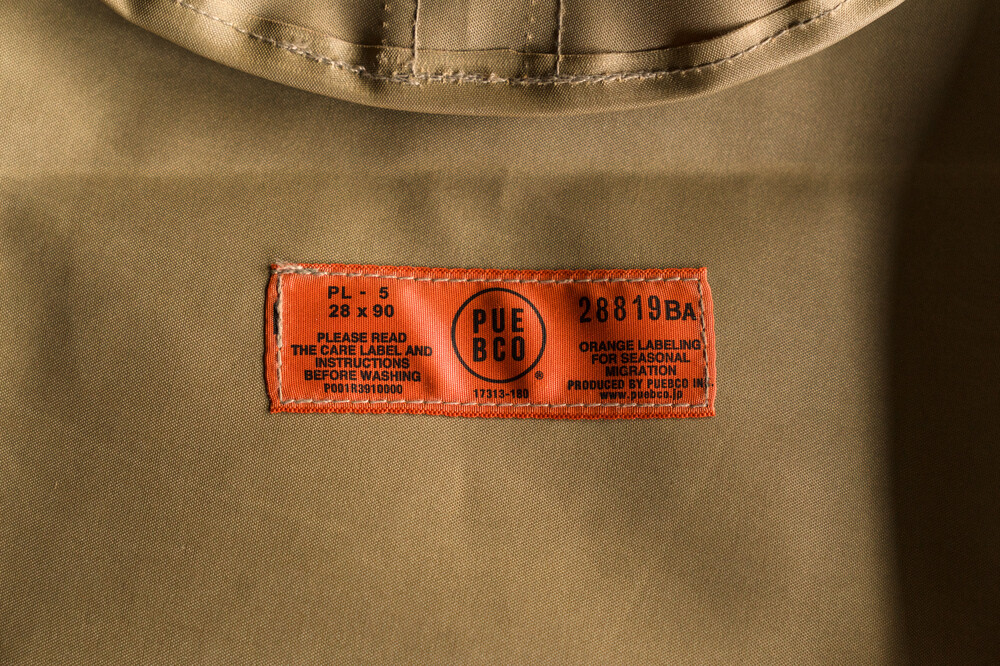 PL - 5
28 x 90
PLEASE READ
THE CARE LABEL AND
INSTRUCTIONS
BEFORE WASHING
P001R3910000
PUE
BCO
®
17313-180
28819BA
ORANGE LABELING
FOR SEASONAL
MIGRATION
PRODUCED BY PUEBCO INC.
www.puebco.jp